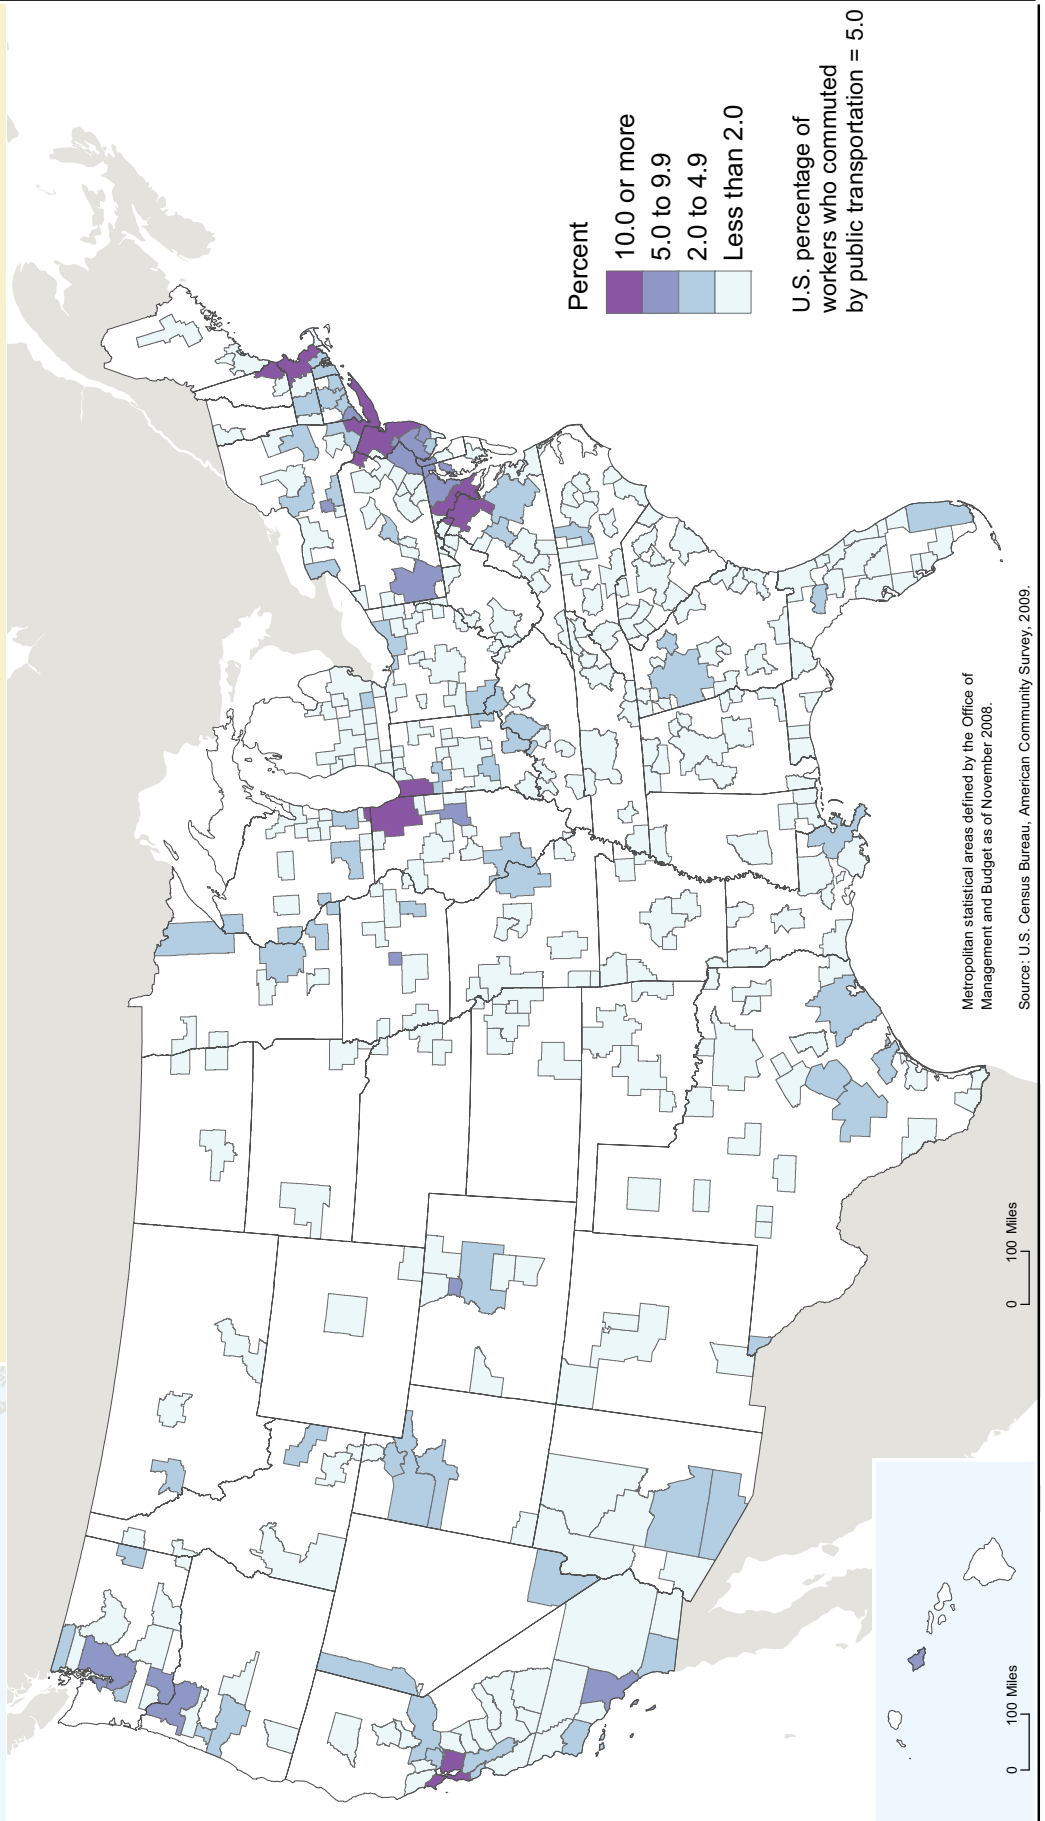 Percent
10.0 or more
5.0 to 9.9
2.0 to 4.9
Less than 2.0
U.S. percentage of
workers who commuted
by public transportation = 5.0
Metropolitan statistical areas defined by the Office of
Management and Budget as of November 2008.
Source: U.S. Census Bureau, American Community Survey, 2009.
0 100 Miles
0 100 Miles